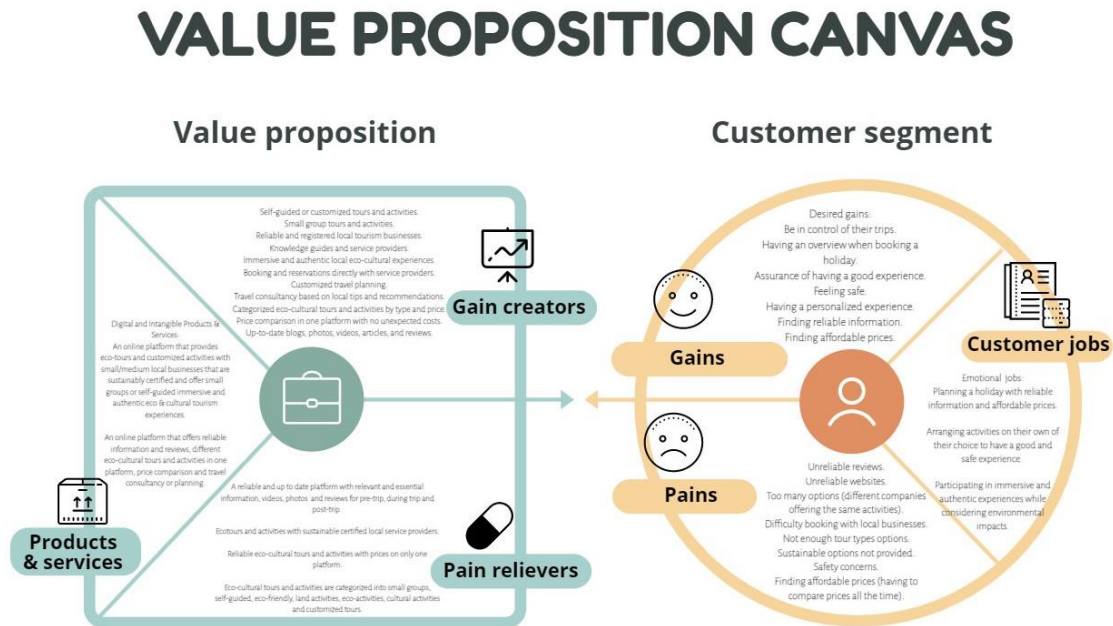 VALUE PROPOSITION CANVAS
Value proposition
Customer segment
Self-guided or customized tours and activities.
Small group tours and activities.
Reliable and registered local tourism businesses.
Knowledge guides and service providers.
Immersive and authentic local eco-cultural experiences.
Booking and reservations directly with service providers.
Customized travel planning.
Travel consultancy based on local tips and recommendations.
Categorized eco-cultural tours and activities by type and price.
Price comparison in one platform with no unexpected costs.
Up-to-date blogs, photos, videos, articles, and reviews.
Gain creators
Digital and Intangible Products &
Services:
An online platform that provides
eco-tours and customized activities with
small/medium local businesses that are
sustainably certified and offer small
groups or self-guided immersive and
authentic eco & cultural tourism
experiences.
An online platform that offers reliable
information and reviews, different
eco-cultural tours and activities in one
platform, price comparison and travel
consultancy or planning.
Products
& services
A reliable and up to date platform with relevant and essential
information, videos, photos and reviews for pre-trip, during trip and
post-trip.
Ecotours and activities with sustainable certified local service providers.
Reliable eco-cultural tours and activities with prices on only one
platform.
Eco-cultural tours and activities are categorized into small groups,
self-guided, eco-friendly, land activities, eco-activities, cultural activities
and customized tours.
Pain relievers
Desired gains:
Be in control of their trips.
Having an overview when booking a
holiday.
Assurance of having a good experience.
Feeling safe.
Having a personalized experience.
Finding reliable information.
Finding affordable prices.
Gains
Customer jobs
Emotional jobs:
Planning a holiday with reliable
information and affordable prices.
Arranging activities on their own of
their choice to have a good and
safe experience.
Participating in immersive and
authentic experiences while
considering environmental
impacts.
Pains
Unreliable reviews.
Unreliable websites.
Too many options (different companies
offering the same activities).
Difficulty booking with local businesses.
Not enough tour types options.
Sustainable options not provided.
Safety concerns.
Finding affordable prices (having to
compare prices all the time).